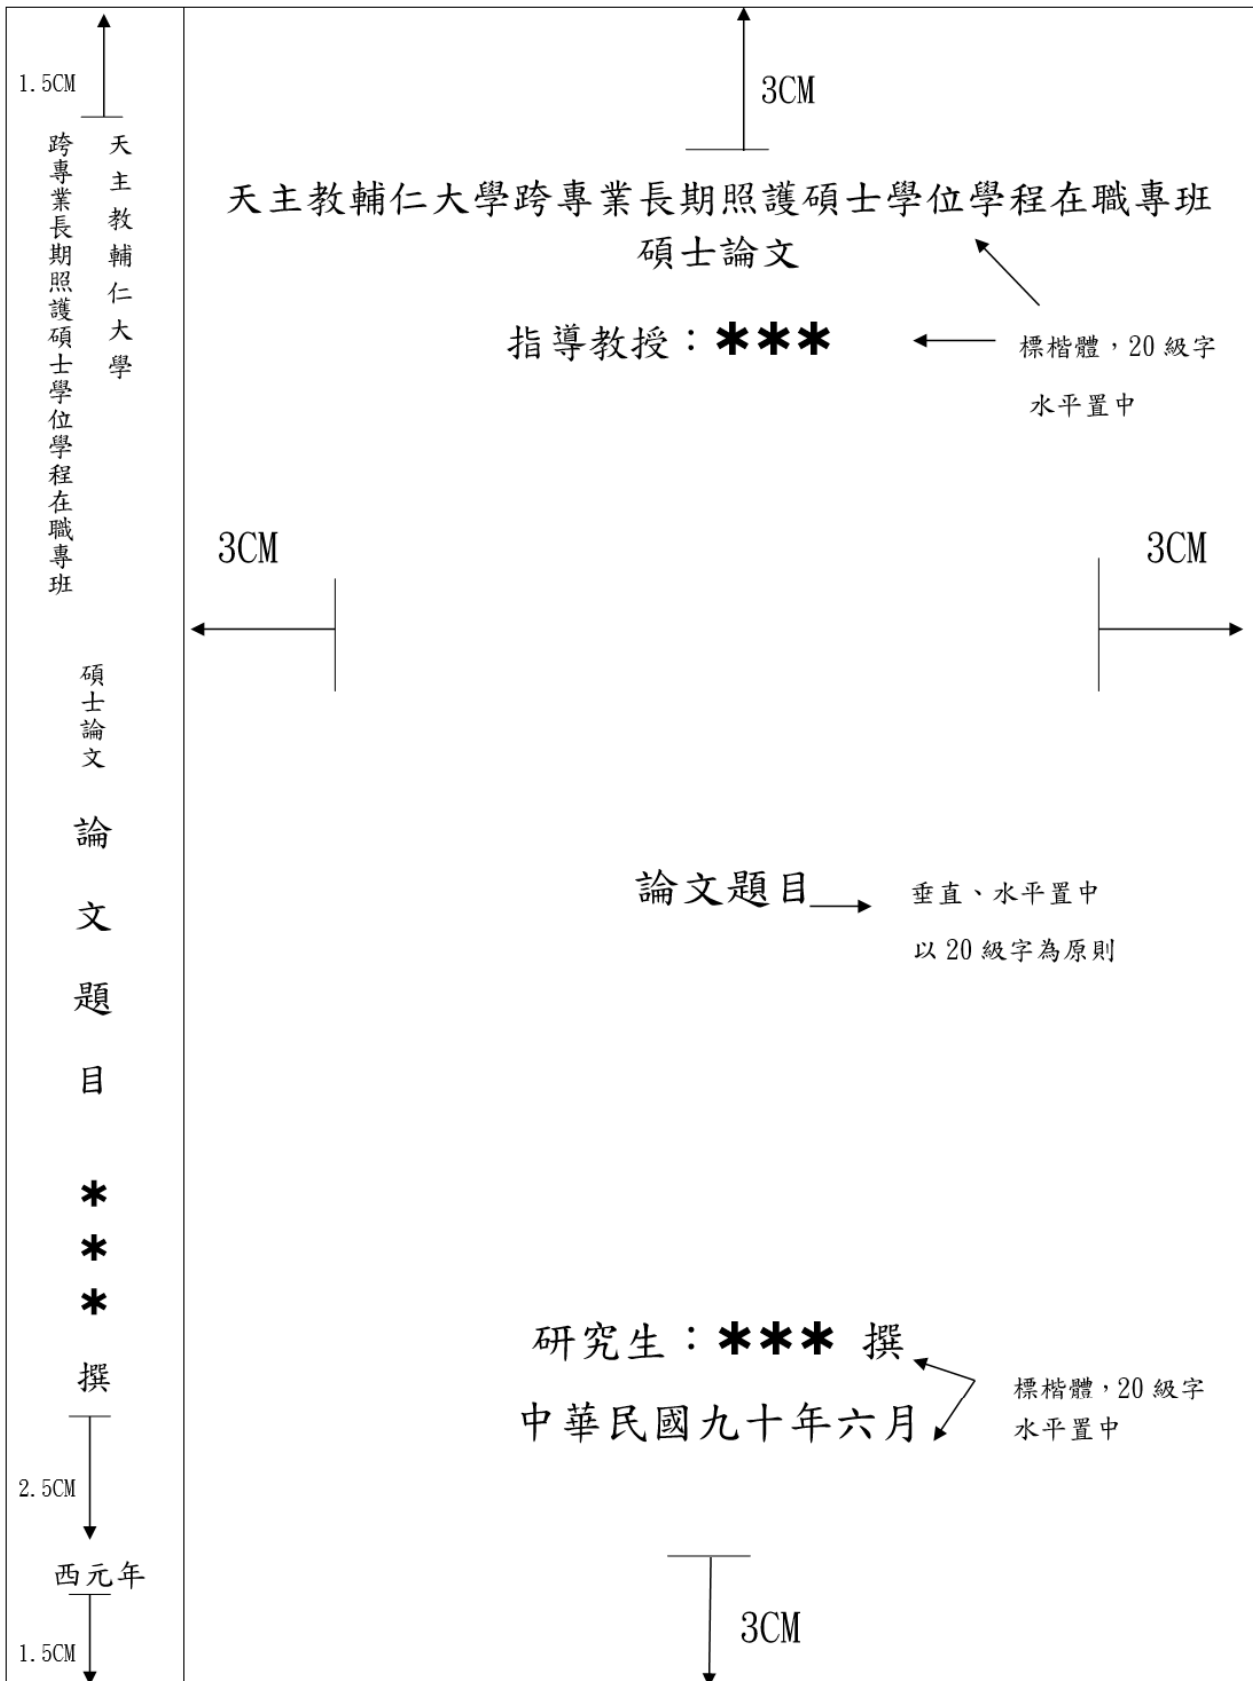 1.5CM
天主教輔仁大學
跨專業長期照護碩士學位學程在職專班
碩士論文
論文題目
***
撰
2.5CM
西元年
1.5CM
3CM
天主教輔仁大學跨專業長期照護碩士學位學程在職專班
碩士論文
指導教授：***
標楷體，20 級字
水平置中
3CM
3CM
論文題目
垂直、水平置中
以 20 級字為原則
研究生：*** 撰
中華民國九十年六月
標楷體，20 級字
水平置中
3CM